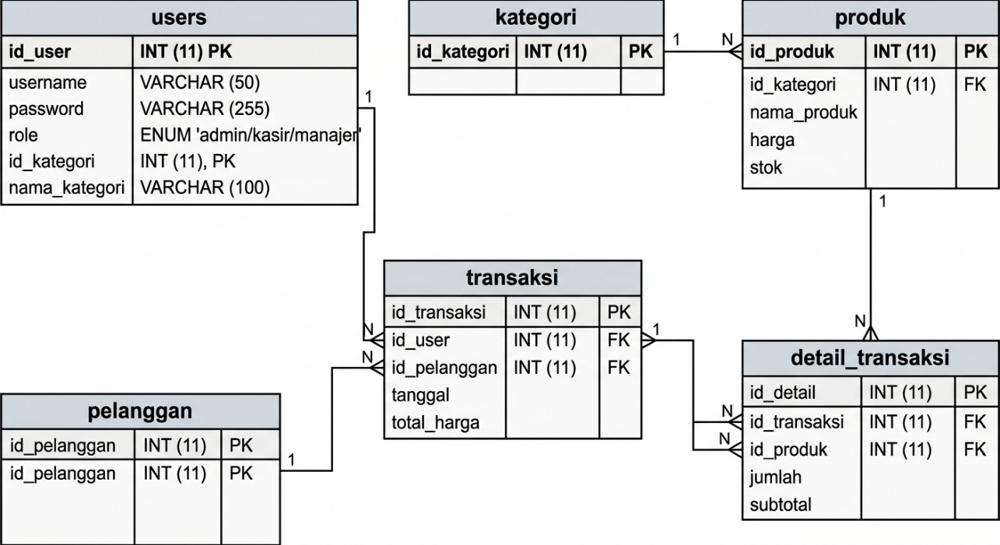 users
id_user INT (11) PK
username VARCHAR (50)
password VARCHAR (255)
role ENUM 'admin/kasir/manajer'
id_kategori INT (11), PK
nama_kategori VARCHAR (100)
1
kategori
id_kategori INT (11) PK
1 N
produk
id_produk INT (11) PK
id_kategori INT (11) FK
nama_produk
harga
stok
1
N
transaksi
id_transaksi INT (11) PK
N id_user INT (11) FK 1
N id_pelanggan INT (11) FK
tanggal
total_harga
pelanggan
id_pelanggan INT (11) PK
id_pelanggan INT (11) PK
1
detail_transaksi
id_detail INT (11) PK
N id_transaksi INT (11) FK
N id_produk INT (11) FK
jumlah
subtotal